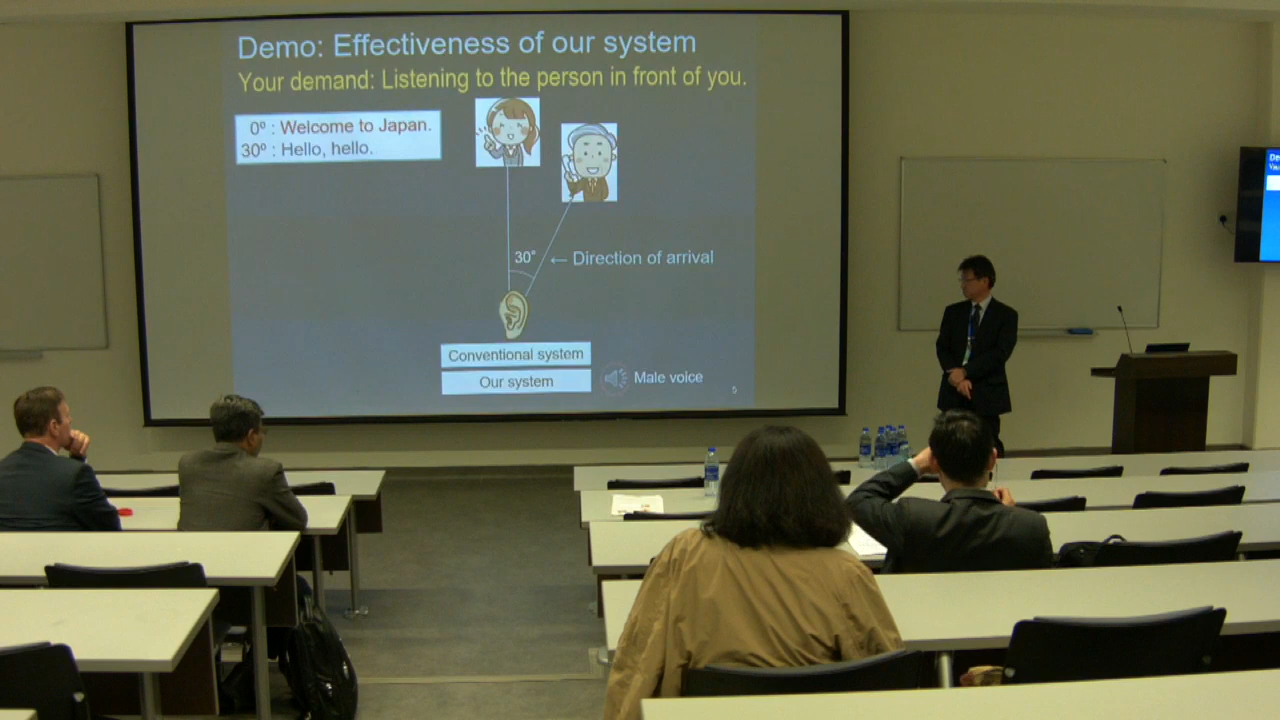 Demo: Effectiveness of our system
Your demand: Listening to the person in front of you.
0º : Welcome to Japan.
30º : Hello, hello.
30°
← Direction of arrival
Conventional system
Our system
Male voice